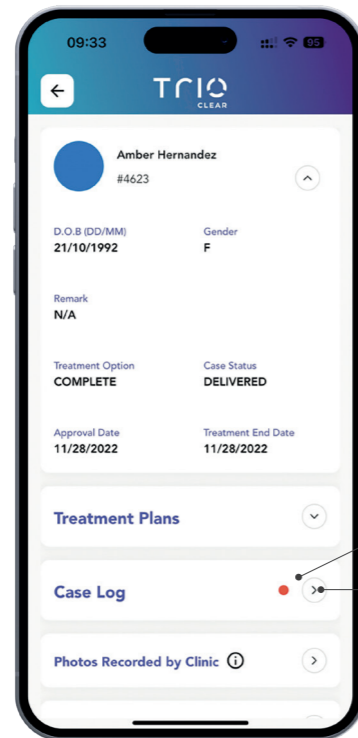 09:33
95
TRIO
CLEAR
Amber Hernandez
#4623
D.O.B (DD/MM) Gender
21/10/1992 F
Remark
N/A
Treatment Option Case Status
COMPLETE DELIVERED
Approval Date Treatment End Date
11/28/2022 11/28/2022
Treatment Plans
Case Log
Photos Recorded by Clinic